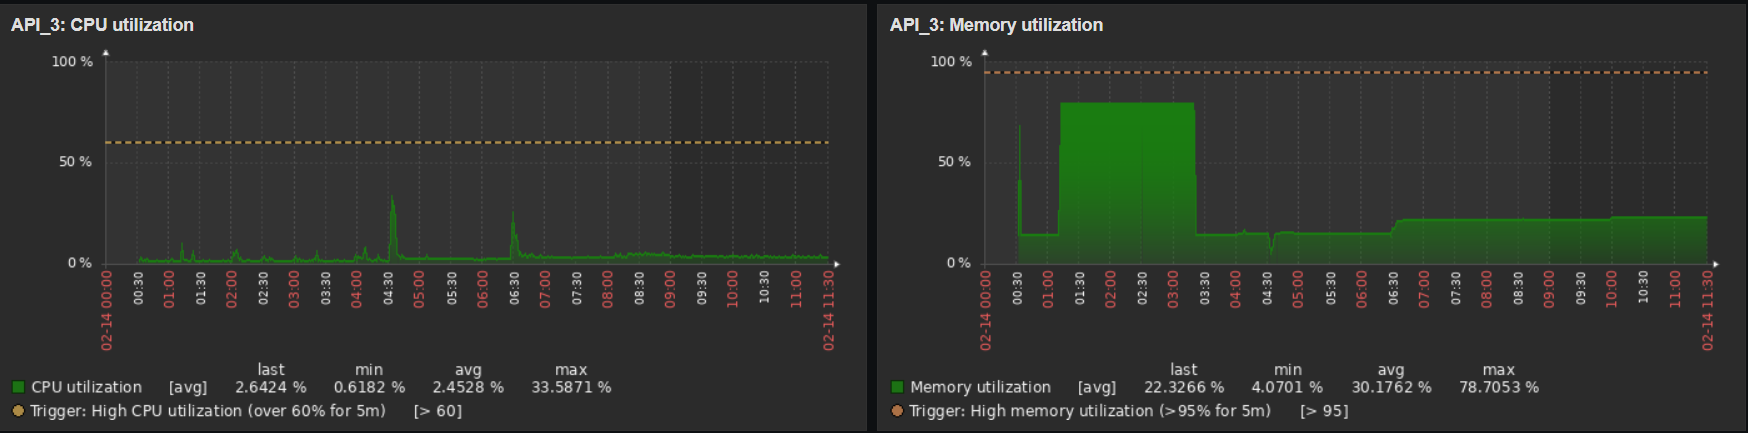 API_3: CPU utilization
100 %
50 %
0 %
02-14 00:00 00:30 01:00 01:30 02:00 02:30 03:00 03:30 04:00 04:30 05:00 05:30 06:00 06:30 07:00 07:30 08:00 08:30 09:00 09:30 10:00 10:30 11:00 02-14 11:30
last min avg max
CPU utilization [avg] 2.6424 % 0.6182 % 2.4528 % 33.5871 %
Trigger: High CPU utilization (over 60% for 5m) [> 60]
API_3: Memory utilization
100 %
50 %
0 %
02-14 00:00 00:30 01:00 01:30 02:00 02:30 03:00 03:30 04:00 04:30 05:00 05:30 06:00 06:30 07:00 07:30 08:00 08:30 09:00 09:30 10:00 10:30 11:00 02-14 11:30
last min avg max
Memory utilization [avg] 22.3266 % 4.0701 % 30.1762 % 78.7053 %
Trigger: High memory utilization (>95% for 5m) [> 95]